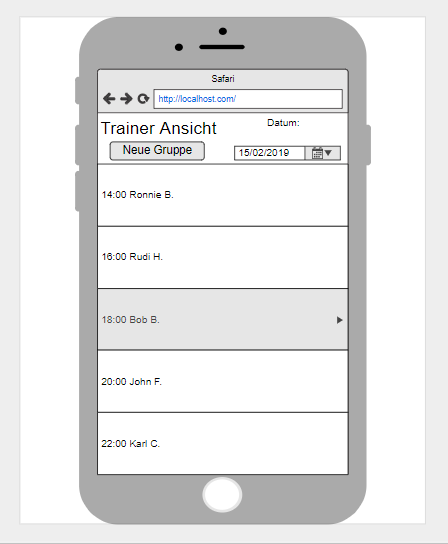 Safari
http://localhost.com/
Trainer Ansicht
Datum:
Neue Gruppe
15/02/2019
14:00 Ronnie B.
16:00 Rudi H.
18:00 Bob B.
20:00 John F.
22:00 Karl C.